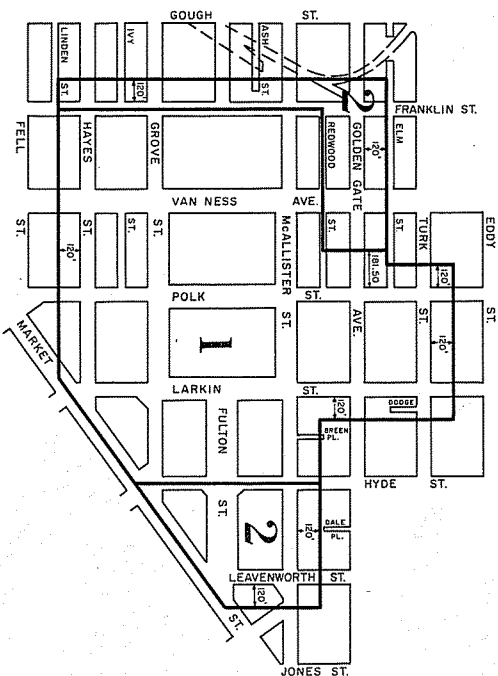 GOUGH ST.
LINDEN ST.
IVY
ASH ST.
120'
2
FRANKLIN ST.
FELL ST.
HAYES ST.
GROVE ST.
REDWOOD ST.
GOLDEN GATE AVE.
120'
ELM ST.
VAN NESS AVE.
McALLISTER ST.
TURK ST.
EDDY ST.
120'
181.50
120'
POLK ST.
120'
MARKET ST.
1
LARKIN ST.
120'
DODGE
BREEN PL.
FULTON ST.
HYDE ST.
2
120'
DALE PL.
LEAVENWORTH ST.
120'
JONES ST.